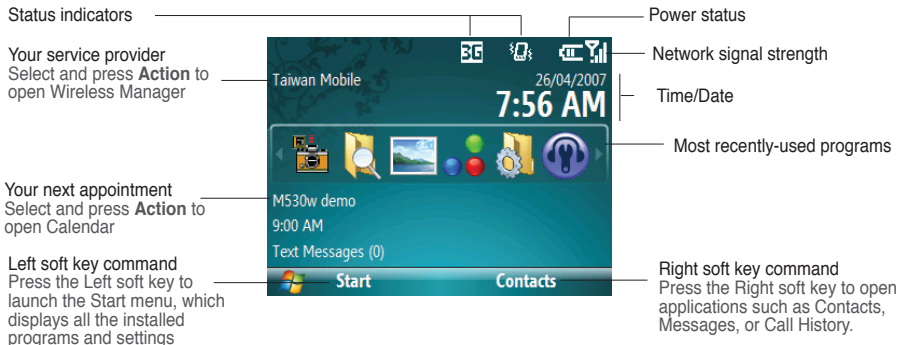 Status indicators
Power status
Your service provider
Select and press Action to
open Wireless Manager
Network signal strength
Time/Date
3G
Taiwan Mobile
26/04/2007
7:56 AM
Most recently-used programs
Your next appointment
Select and press Action to
open Calendar
M530w demo
9:00 AM
Text Messages (0)
Left soft key command
Press the Left soft key to
launch the Start menu, which
displays all the installed
programs and settings
Start
Contacts
Right soft key command
Press the Right soft key to open
applications such as Contacts,
Messages, or Call History.